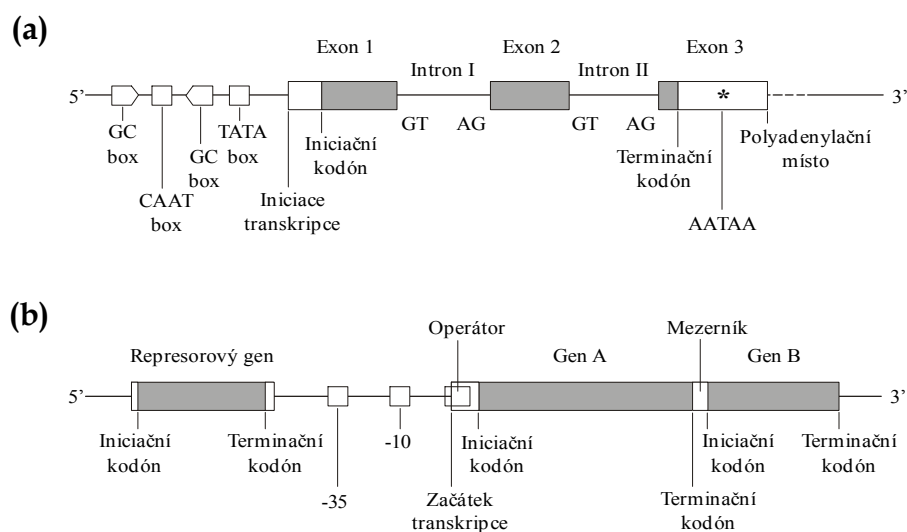 (a)
Exon 1
Exon 2
Exon 3
Intron I
Intron II
5’
3’
GT
AG
GT
AG
GC
box
CAAT
box
GC
box
TATA
box
Iniciace
transkripce
Iniciační
kodón
Terminační
kodón
*
AATAA
Polyadenylační
místo
(b)
Operátor
Mezerník
Represorový gen
Gen A
Gen B
5’
3’
Iniciační
kodón
Terminační
kodón
-35
-10
Začátek
transkripce
Iniciační
kodón
Terminační
kodón
Iniciační
kodón
Terminační
kodón